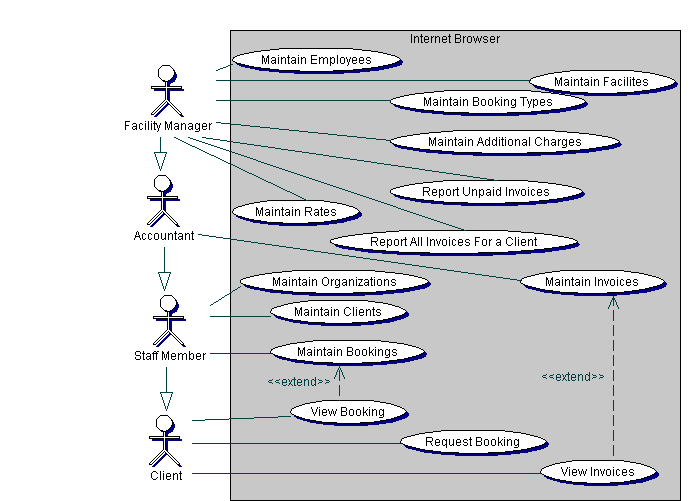 Internet Browser
Maintain Employees
Maintain Facilites
Maintain Booking Types
Facility Manager
Maintain Additional Charges
Report Unpaid Invoices
Maintain Rates
Accountant
Report All Invoices For a Client
Maintain Organizations
Maintain Invoices
Maintain Clients
Staff Member
Maintain Bookings
<<extend>>
<<extend>>
View Booking
Request Booking
Client
View Invoices